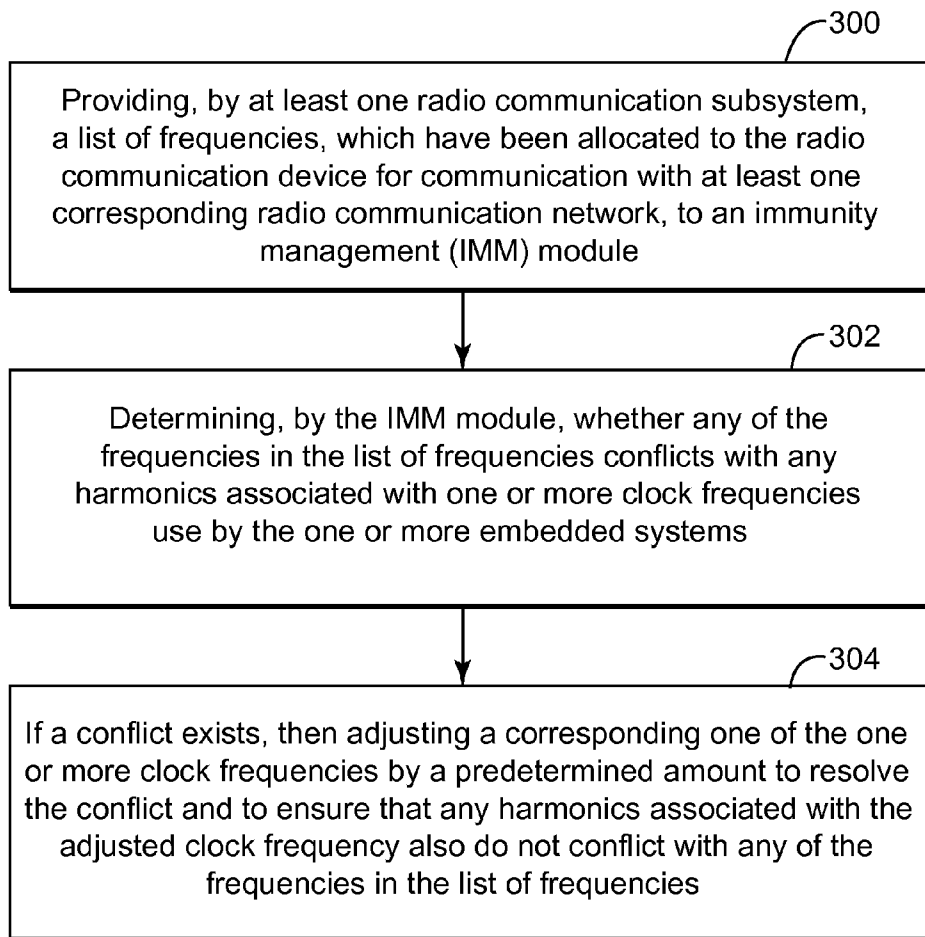 300
Providing, by at least one radio communication subsystem,
a list of frequencies, which have been allocated to the radio
communication device for communication with at least one
corresponding radio communication network, to an immunity
management (IMM) module
302
Determining, by the IMM module, whether any of the
frequencies in the list of frequencies conflicts with any
harmonics associated with one or more clock frequencies
use by the one or more embedded systems
304
If a conflict exists, then adjusting a corresponding one of the one
or more clock frequencies by a predetermined amount to resolve
the conflict and to ensure that any harmonics associated with the
adjusted clock frequency also do not conflict with any of the
frequencies in the list of frequencies